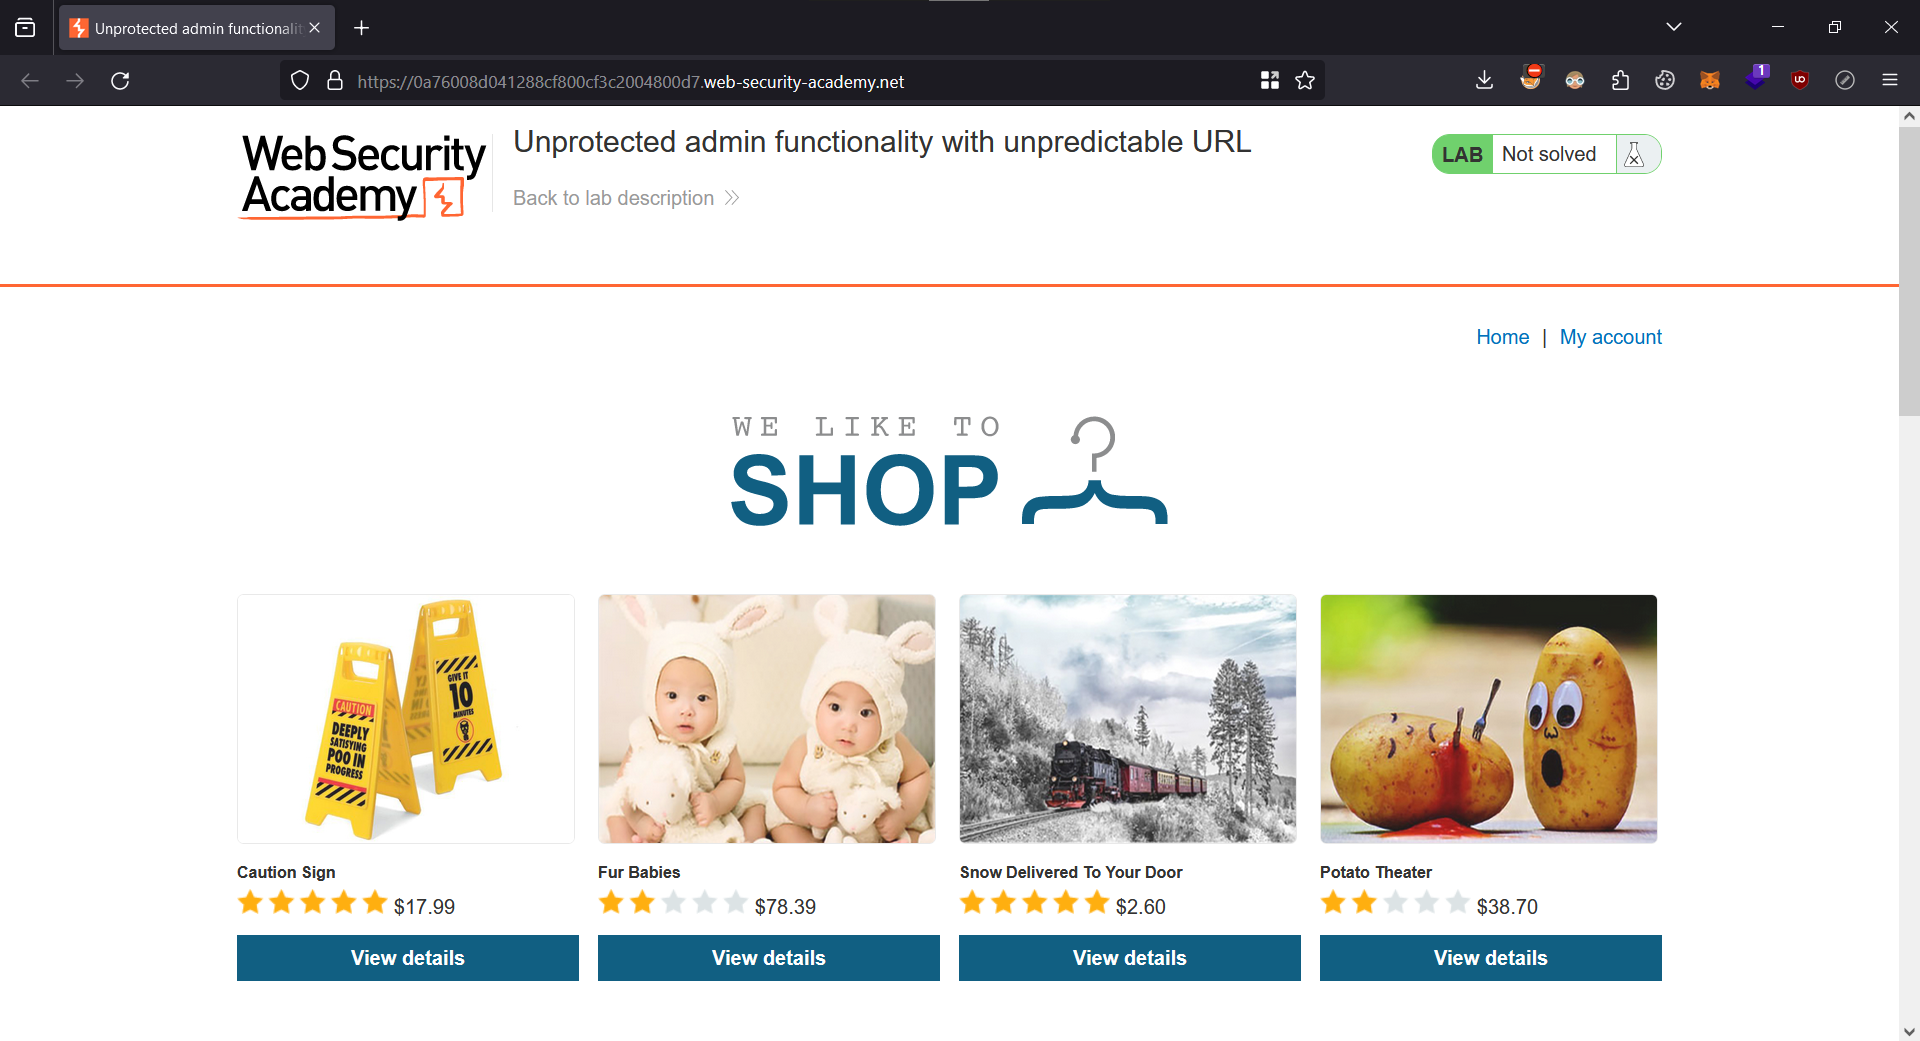 Unprotected admin functionalit
https://0a76008d041288cf800cf3c2004800d7.web-security-academy.net
1
Web Security
Academy
Unprotected admin functionality with unpredictable URL
Back to lab description
LAB Not solved
Home | My account
WE LIKE TO
SHOP
CAUTION
DEEPLY
SATISFYING
POO IN
PROGRESS
GIVE IT
10
MINUTES
Caution Sign
$17.99
View details
Fur Babies
$78.39
View details
Snow Delivered To Your Door
$2.60
View details
Potato Theater
$38.70
View details